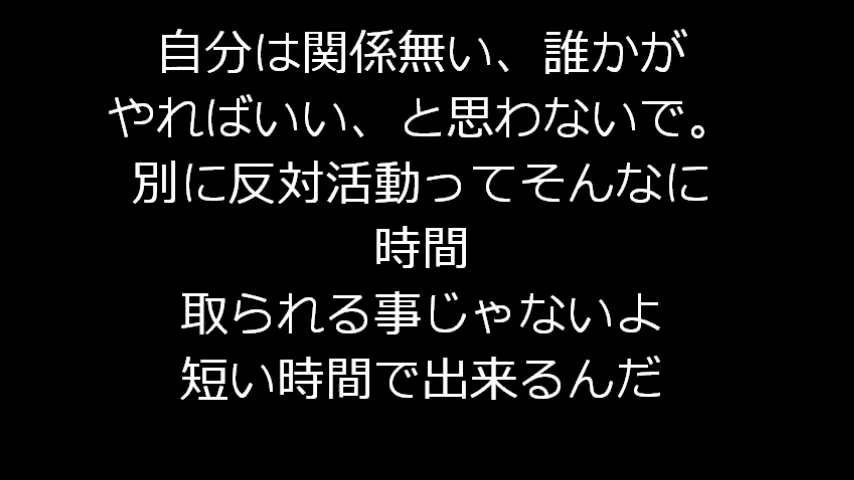 自分は関係無い、誰かが
やればいい、と思わないで。
別に反対活動ってそんなに
時間
取られる事じゃないよ
短い時間で出来るんだ